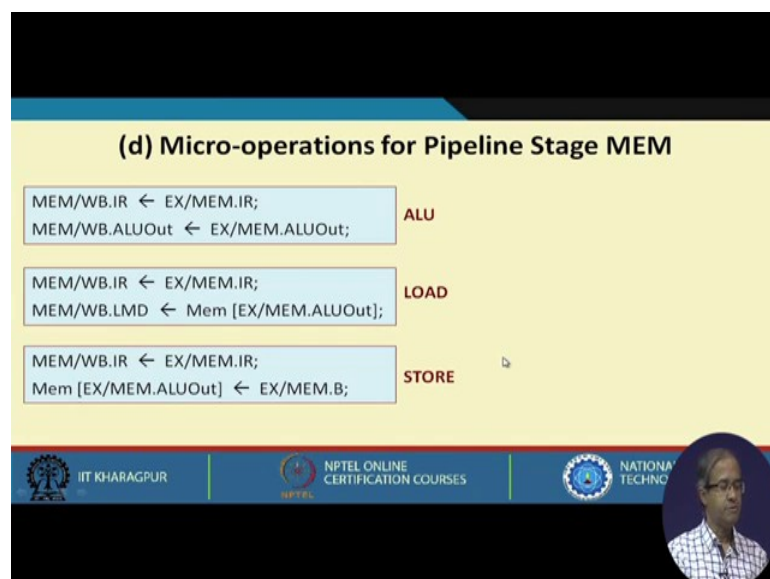 (d) Micro-operations for Pipeline Stage MEM
MEM/WB.IR ← EX/MEM.IR;
MEM/WB.ALUOut ← EX/MEM.ALUOut;
ALU
MEM/WB.IR ← EX/MEM.IR;
MEM/WB.LMD ← Mem [EX/MEM.ALUOut];
LOAD
MEM/WB.IR ← EX/MEM.IR;
Mem [EX/MEM.ALUOut] ← EX/MEM.B;
STORE
IIT KHARAGPUR
NPTEL
NPTEL ONLINE
CERTIFICATION COURSES
NATIONA
TECHNO